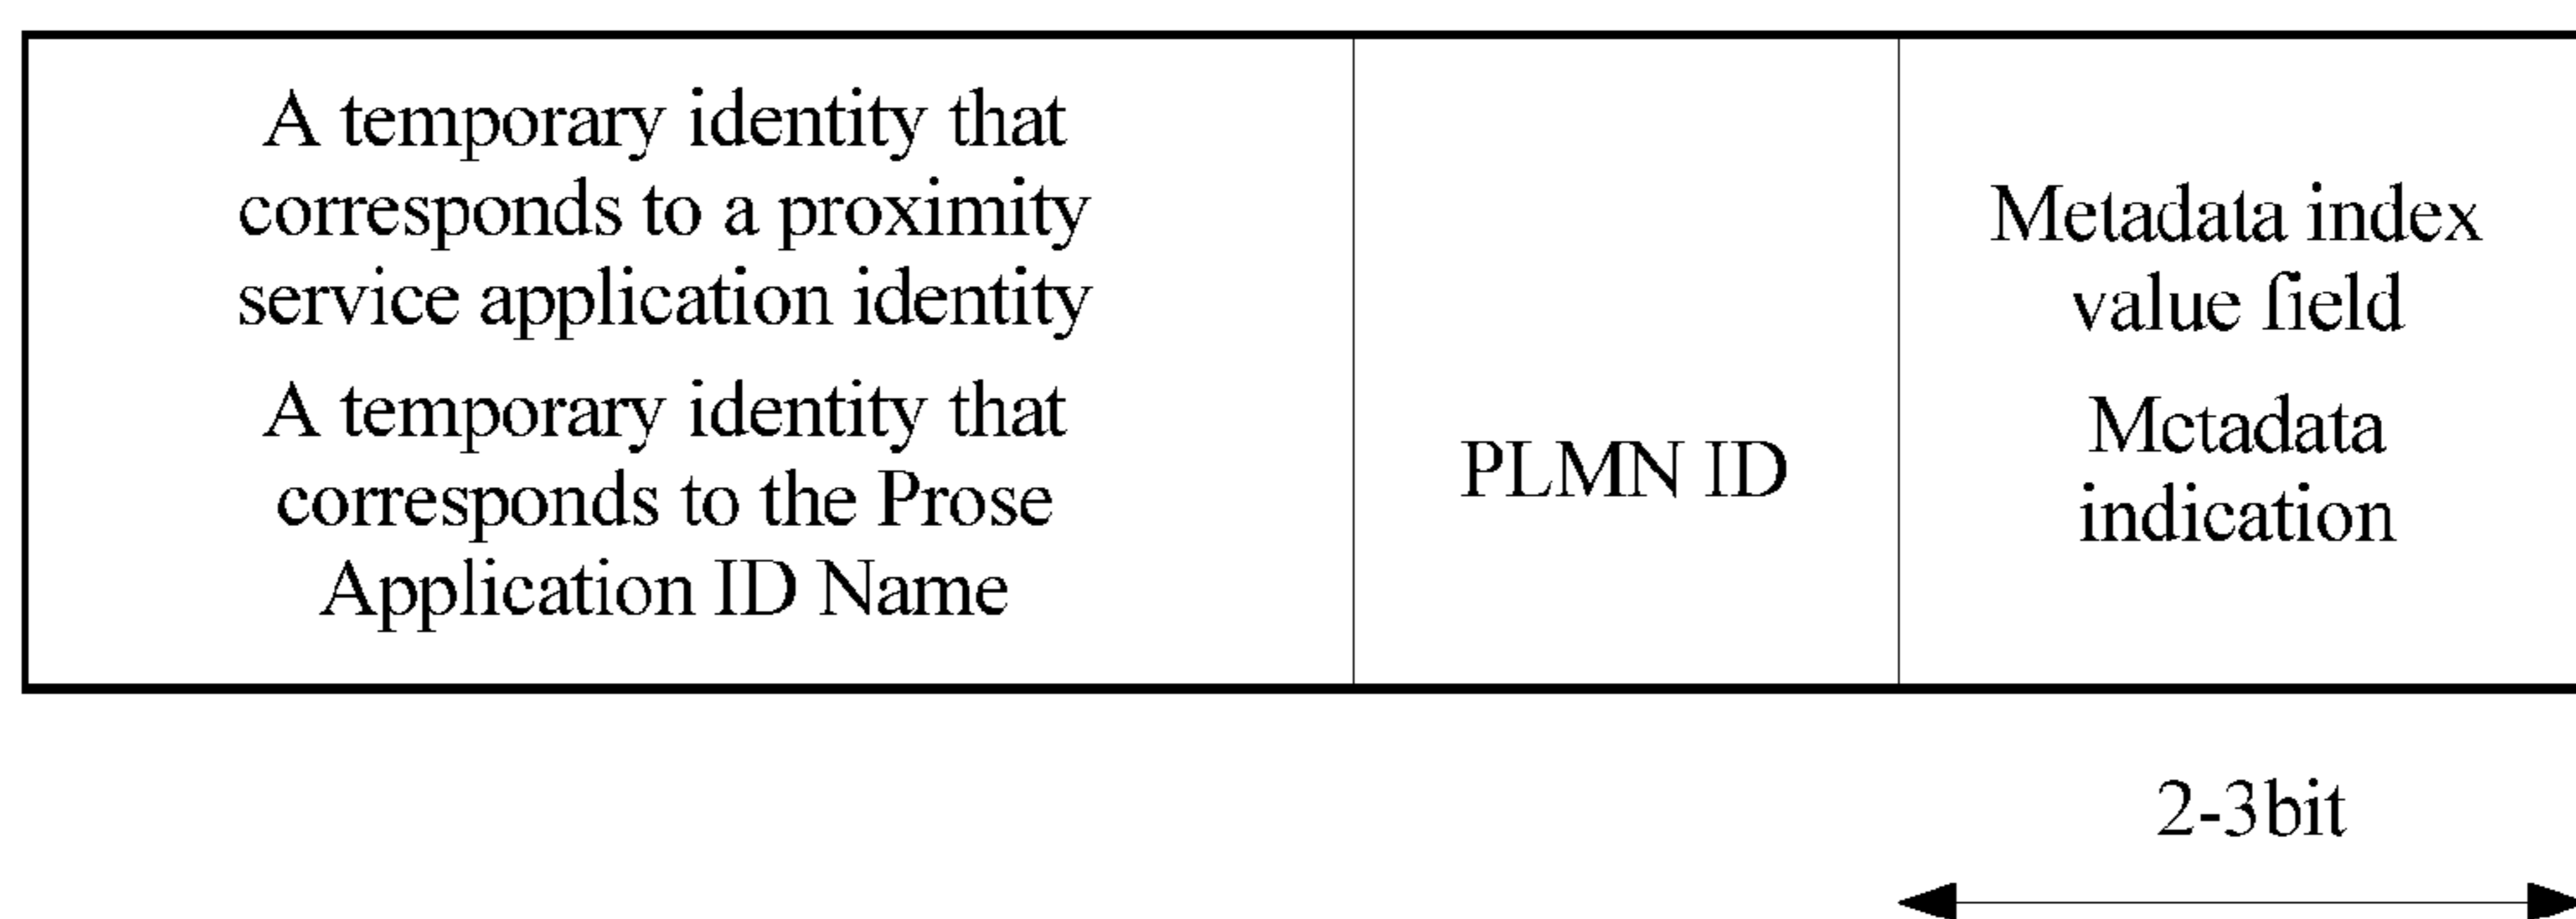 A temporary identity that
corresponds to a proximity
service application identity
A temporary identity that
corresponds to the Prose
Application ID Name
PLMN ID
Metadata index
value field
Metadata
indication
2-3bit